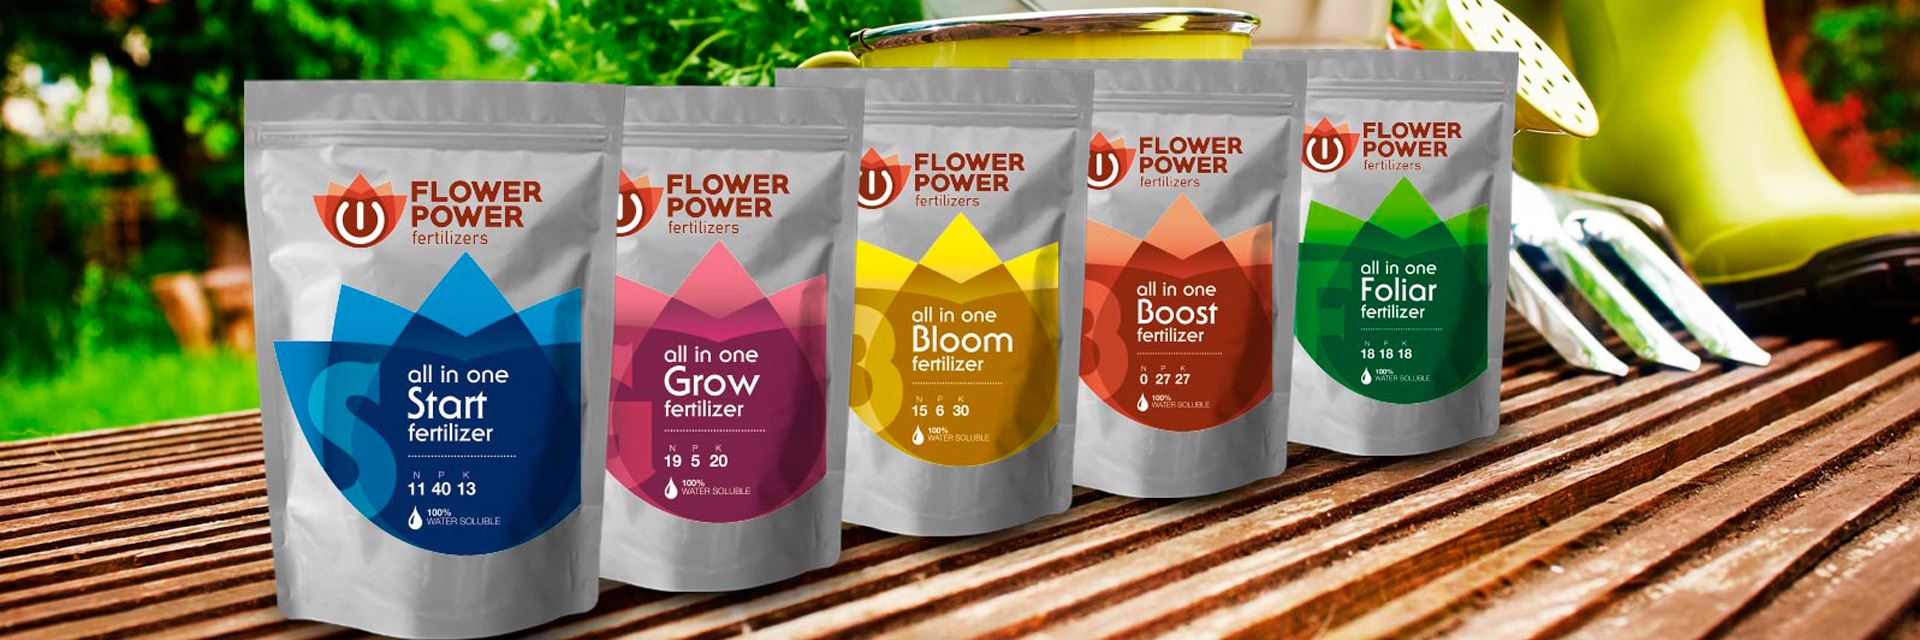 FLOWER
POWER
fertilizers
S
all in one
Start
fertilizer
N P K
11 40 13
100%
WATER SOLUBLE
FLOWER
POWER
fertilizers
G
all in one
Grow
fertilizer
N P K
19 5 20
100%
WATER SOLUBLE
FLOWER
POWER
fertilizers
B
all in one
Bloom
fertilizer
N P K
15 6 30
100%
WATER SOLUBLE
FLOWER
POWER
fertilizers
B
all in one
Boost
fertilizer
N P K
0 27 27
100%
WATER SOLUBLE
FLOWER
POWER
fertilizers
F
all in one
Foliar
fertilizer
N P K
18 18 18
100%
WATER SOLUBLE